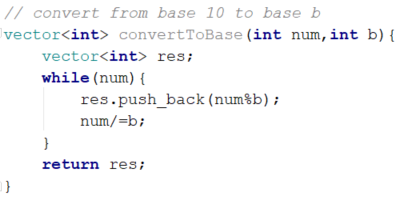 // convert from base 10 to base b
vector<int> convertToBase(int num,int b){
    vector<int> res;
    while(num){
        res.push_back(num%b);
        num/=b;
    }
    return res;
}